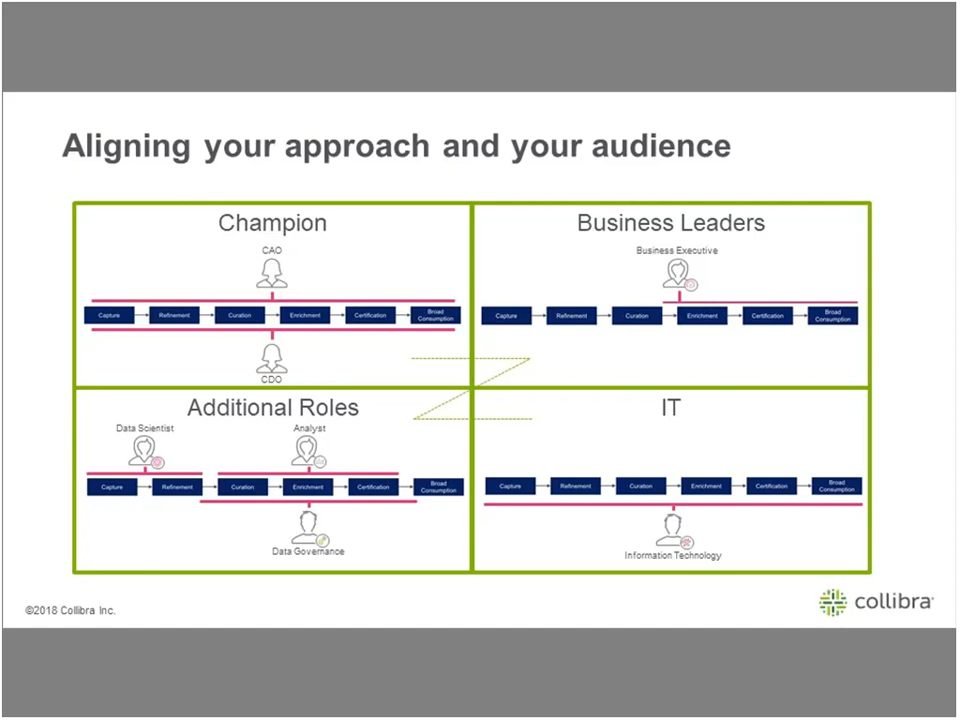 Aligning your approach and your audience
Champion
CAO
Capture
Refinement
Curation
Enrichment
Certification
Broad
Consumption
CDO
Business Leaders
Business Executive
Capture
Refinement
Curation
Enrichment
Certification
Broad
Consumption
Additional Roles
Data Scientist
Analyst
Capture
Refinement
Curation
Enrichment
Certification
Broad
Consumption
Data Governance
IT
Capture
Refinement
Curation
Enrichment
Certification
Broad
Consumption
Information Technology
©2018 Collibra Inc.
collibra